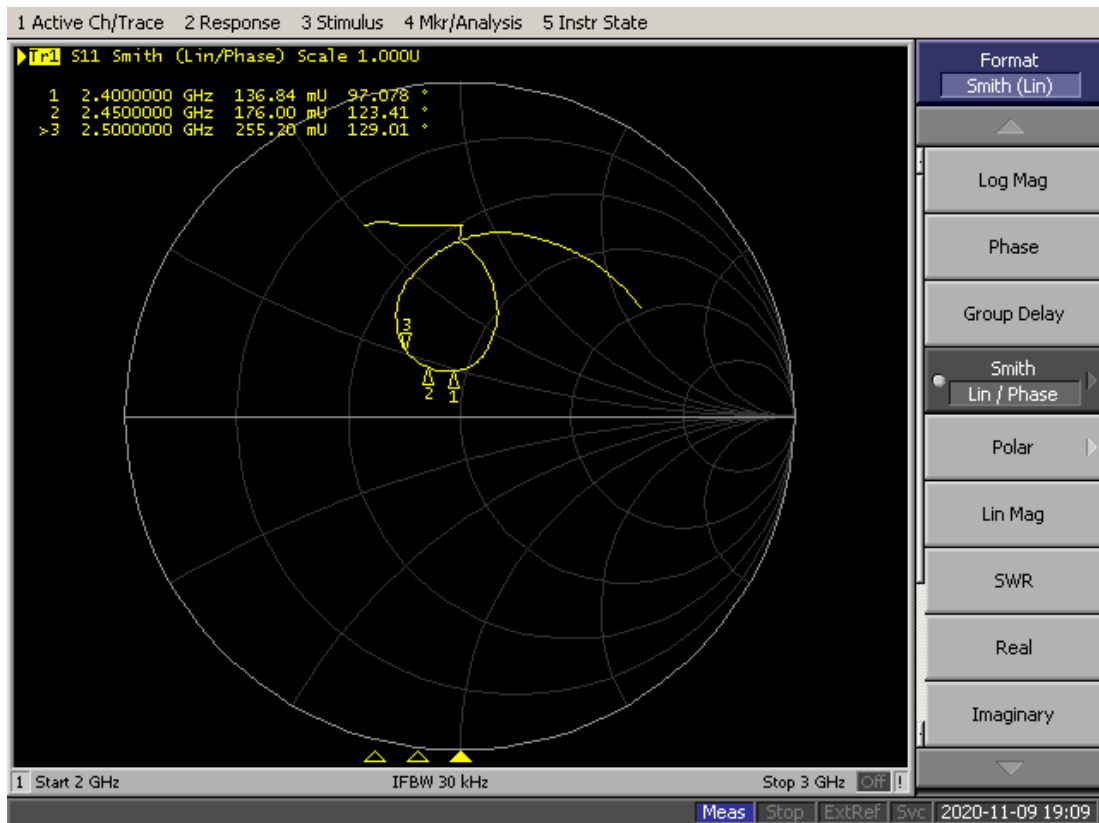 1 Active Ch/Trace 2 Response 3 Stimulus 4 Mkr/Analysis 5 Instr State
Tr1 S11 Smith (Lin/Phase) Scale 1.000U
1 2.4000000 GHz 136.84 mU 97.078 °
2 2.4500000 GHz 176.00 mU 123.41 °
>3 2.5000000 GHz 255.20 mU 129.01 °
3
2 1
1 Start 2 GHz IFBW 30 kHz Stop 3 GHz Off !
Format
Smith (Lin)
Log Mag
Phase
Group Delay
Smith
Lin / Phase
Polar
Lin Mag
SWR
Real
Imaginary
Meas Stop ExtRef Svc 2020-11-09 19:09